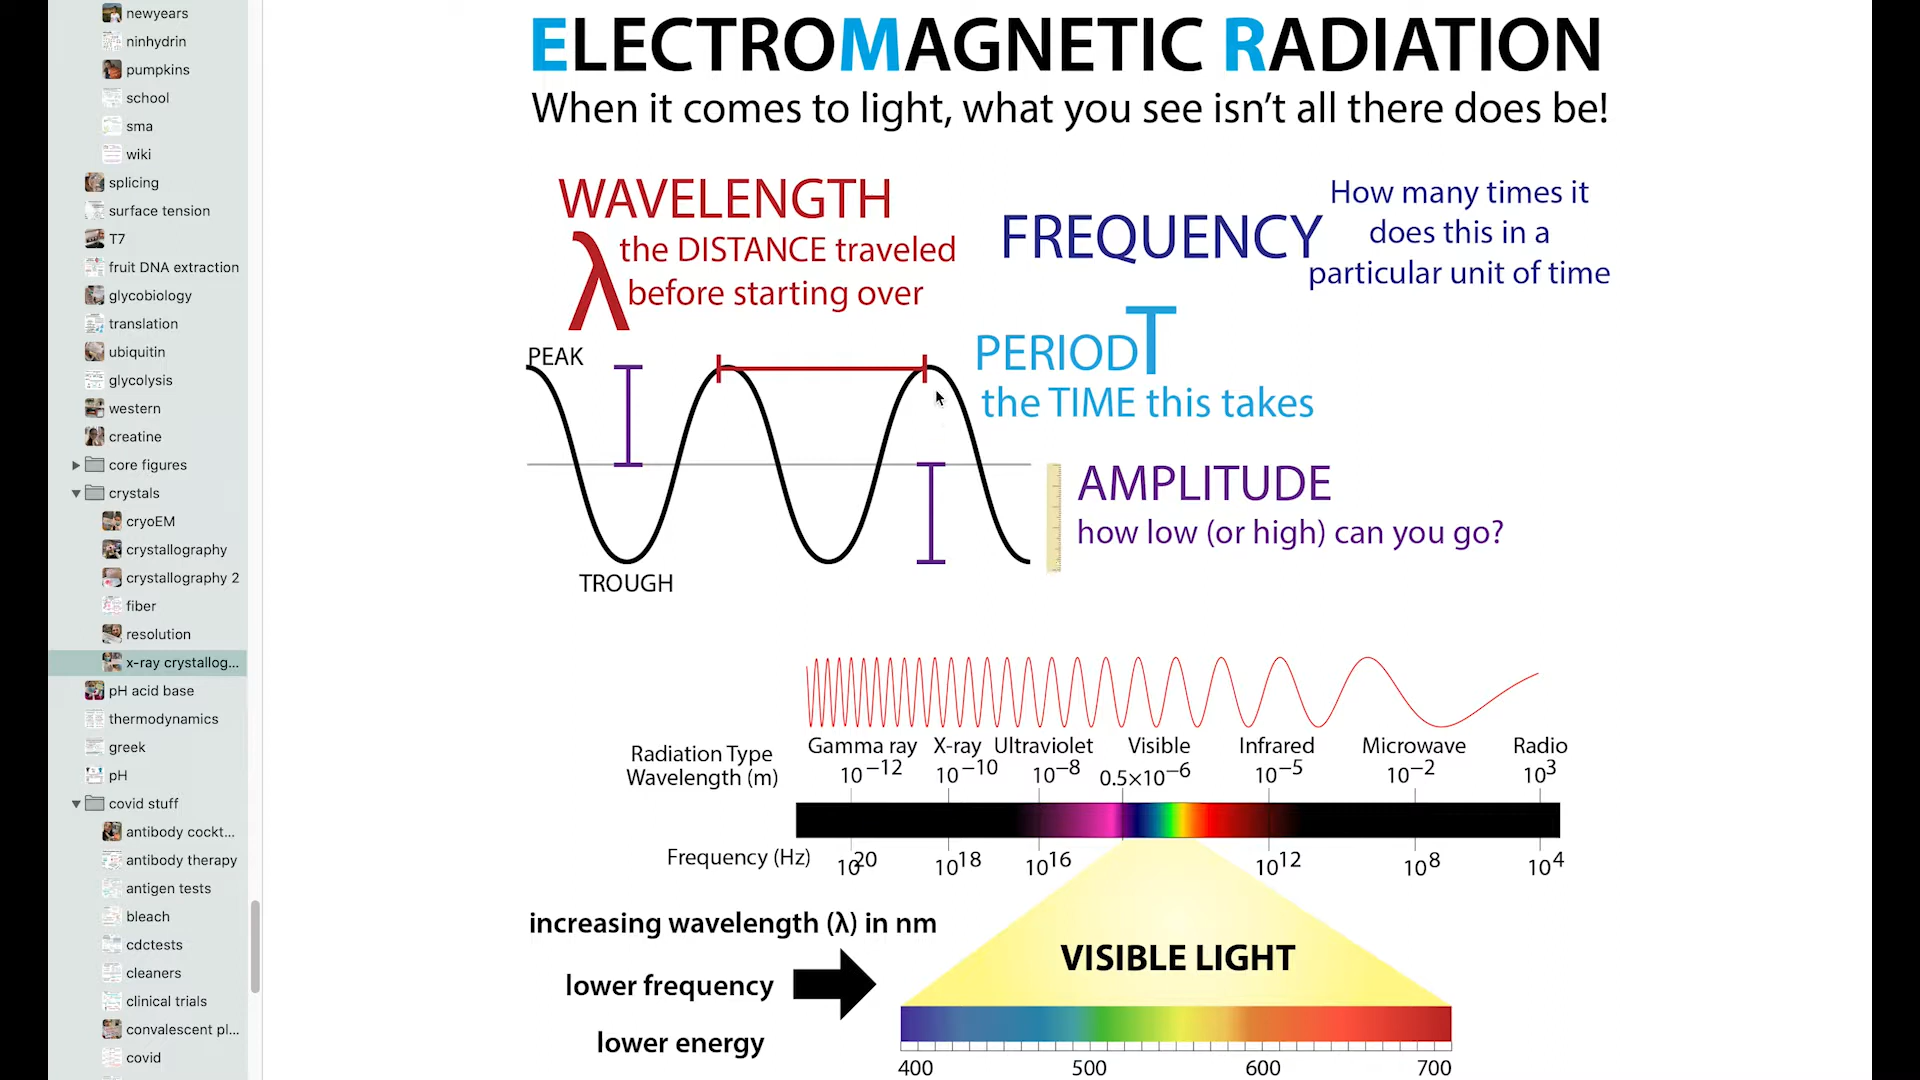 newyears
ninhydrin
pumpkins
school
sma
wiki
splicing
surface tension
T7
fruit DNA extraction
glycobiology
translation
ubiquitin
glycolysis
western
creatine
core figures
crystals
cryoEM
crystallography
crystallography 2
fiber
resolution
x-ray crystallog...
pH acid base
thermodynamics
greek
pH
covid stuff
antibody cockt...
antibody therapy
antigen tests
bleach
cdctests
cleaners
clinical trials
convalescent pl...
covid
ELECTROMAGNETIC RADIATION
When it comes to light, what you see isn't all there does be!
WAVELENGTH
λ the DISTANCE traveled
before starting over
FREQUENCY
How many times it
does this in a
particular unit of time
PERIOD T
the TIME this takes
PEAK
TROUGH
AMPLITUDE
how low (or high) can you go?
Radiation Type Gamma ray X-ray Ultraviolet Visible Infrared Microwave Radio
Wavelength (m) 10⁻¹² 10⁻¹⁰ 10⁻⁸ 0.5×10⁻⁶ 10⁻⁵ 10⁻² 10³
Frequency (Hz) 10²⁰ 10¹⁸ 10¹⁶ 10¹² 10⁸ 10⁴
increasing wavelength (λ) in nm
lower frequency
lower energy
VISIBLE LIGHT
400 500 600 700